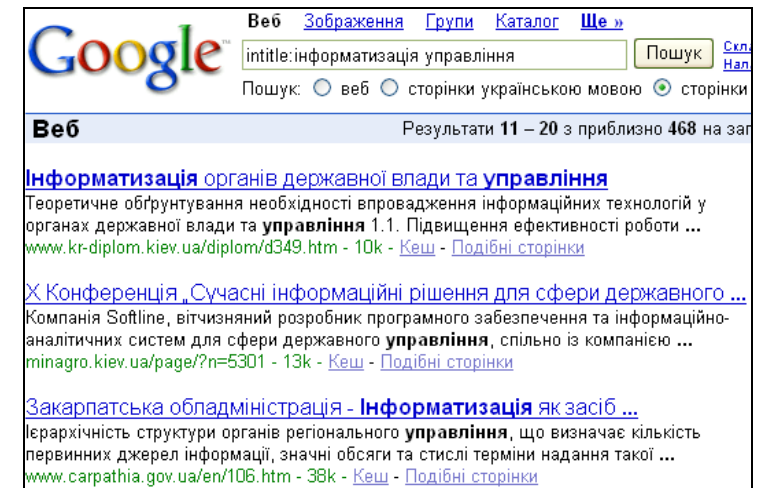 Веб Зображення Групи Каталог Ще »
Google™
intitle:інформатизація управління Пошук
Пошук: веб сторінки українською мовою сторінки
Веб Результати 11 – 20 з приблизно 468 на
Інформатизація органів державної влади та управління
Теоретичне обґрунтування необхідності впровадження інформаційних технологій у
органах державної влади та управління 1.1. Підвищення ефективності роботи ...
www.kr-diplom.kiev.ua/diplom/d349.htm - 10k - Кеш - Подібні сторінки
X Конференція „Сучасні інформаційні рішення для сфери державного ...
Компанія Softline, вітчизняний розробник програмного забезпечення та інформаційно-
аналітичних систем для сфери державного управління, спільно із компанією ...
minagro.kiev.ua/page/?n=5301 - 13k - Кеш - Подібні сторінки
Закарпатська обладміністрація - Інформатизація як засіб ...
Ієрархічність структури органів регіонального управління, що визначає кількість
первинних джерел інформації, значні обсяги та стислі терміни надання такої ...
www.carpathia.gov.ua/en/106.htm - 38k - Кеш - Подібні сторінки